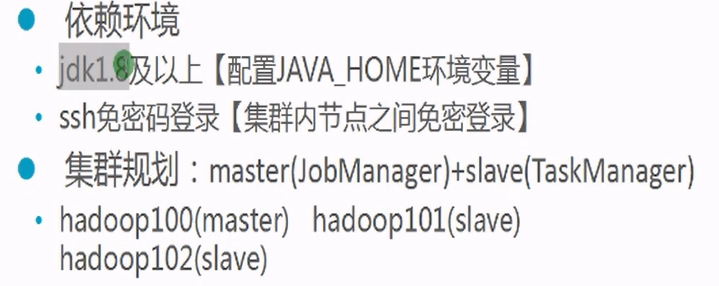 依赖环境
jdk1.8及以上【配置JAVA_HOME环境变量】
ssh免密码登录【集群内节点之间免密登录】
集群规划：master(JobManager)+slave(TaskManager)
hadoop100(master) hadoop101(slave)
hadoop102(slave)